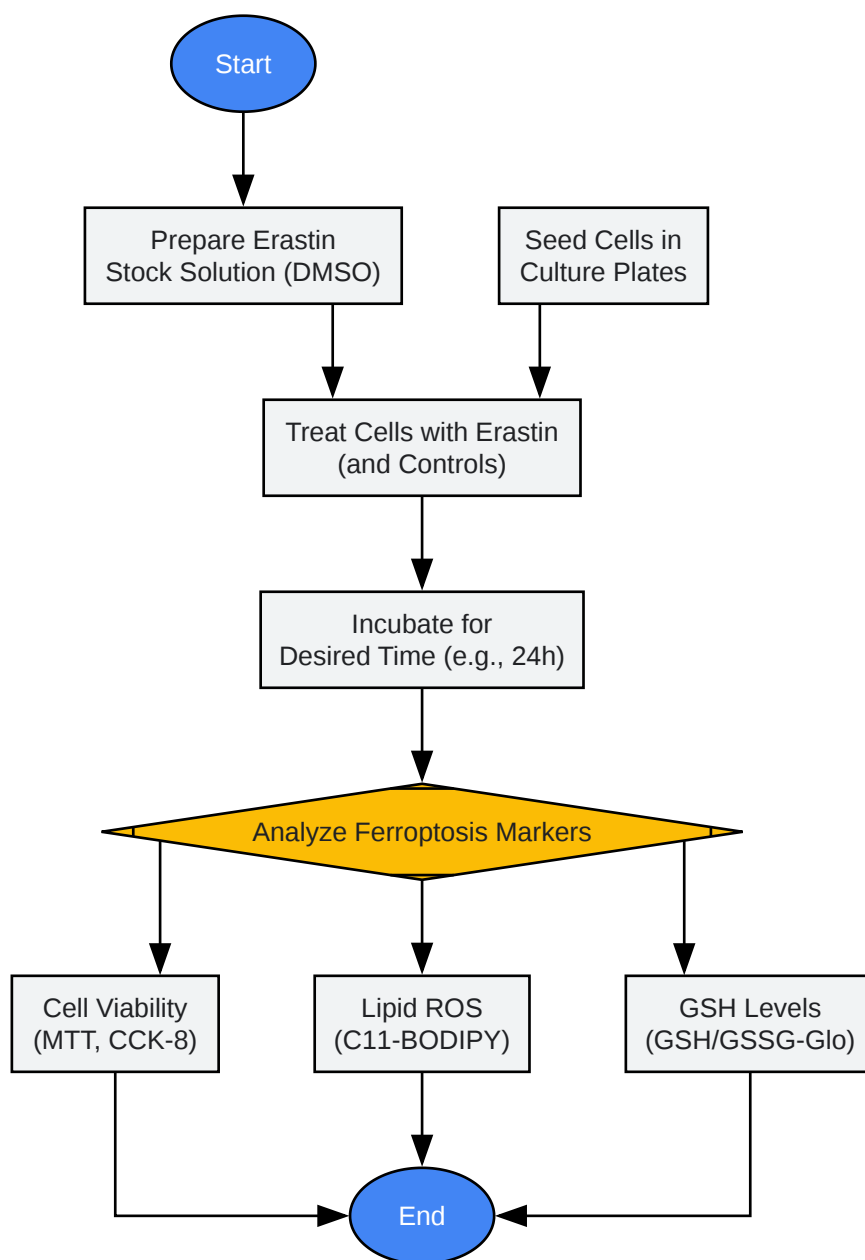 Start
Prepare Erastin
Stock Solution (DMSO)
Seed Cells in
Culture Plates
Treat Cells with Erastin
(and Controls)
Incubate for
Desired Time (e.g., 24h)
Analyze Ferroptosis Markers
Cell Viability
(MTT, CCK-8)
Lipid ROS
(C11-BODIPY)
GSH Levels
(GSH/GSSG-Glo)
End